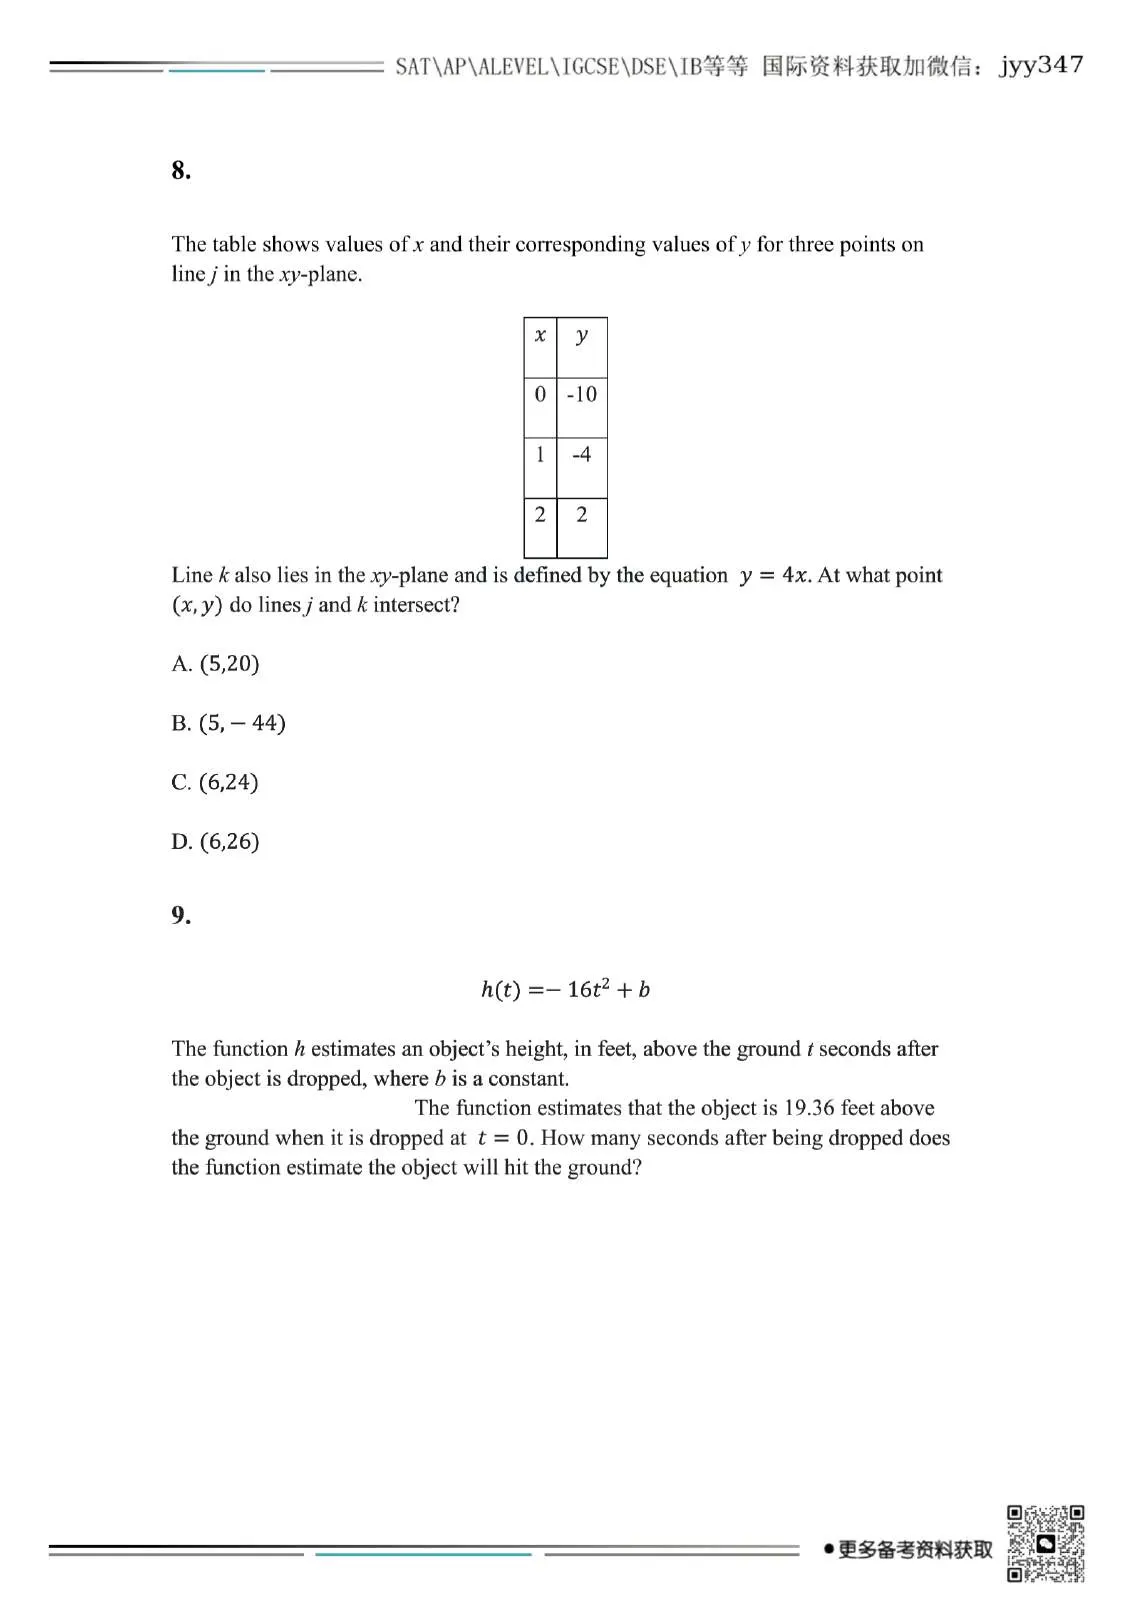 SAT\AP\ALEVEL\IGCSE\DSE\IB等等 国际资料获取加微信：jyy347
8.
The table shows values of x and their corresponding values of y for three points on
line j in the xy-plane.
x y
0 -10
1 -4
2 2
Line k also lies in the xy-plane and is defined by the equation y = 4x. At what point
(x, y) do lines j and k intersect?
A. (5,20)
B. (5, − 44)
C. (6,24)
D. (6,26)
9.
h(t) =− 16t² + b
The function h estimates an object’s height, in feet, above the ground t seconds after
the object is dropped, where b is a constant.
The function estimates that the object is 19.36 feet above
the ground when it is dropped at t = 0. How many seconds after being dropped does
the function estimate the object will hit the ground?
●更多备考资料获取